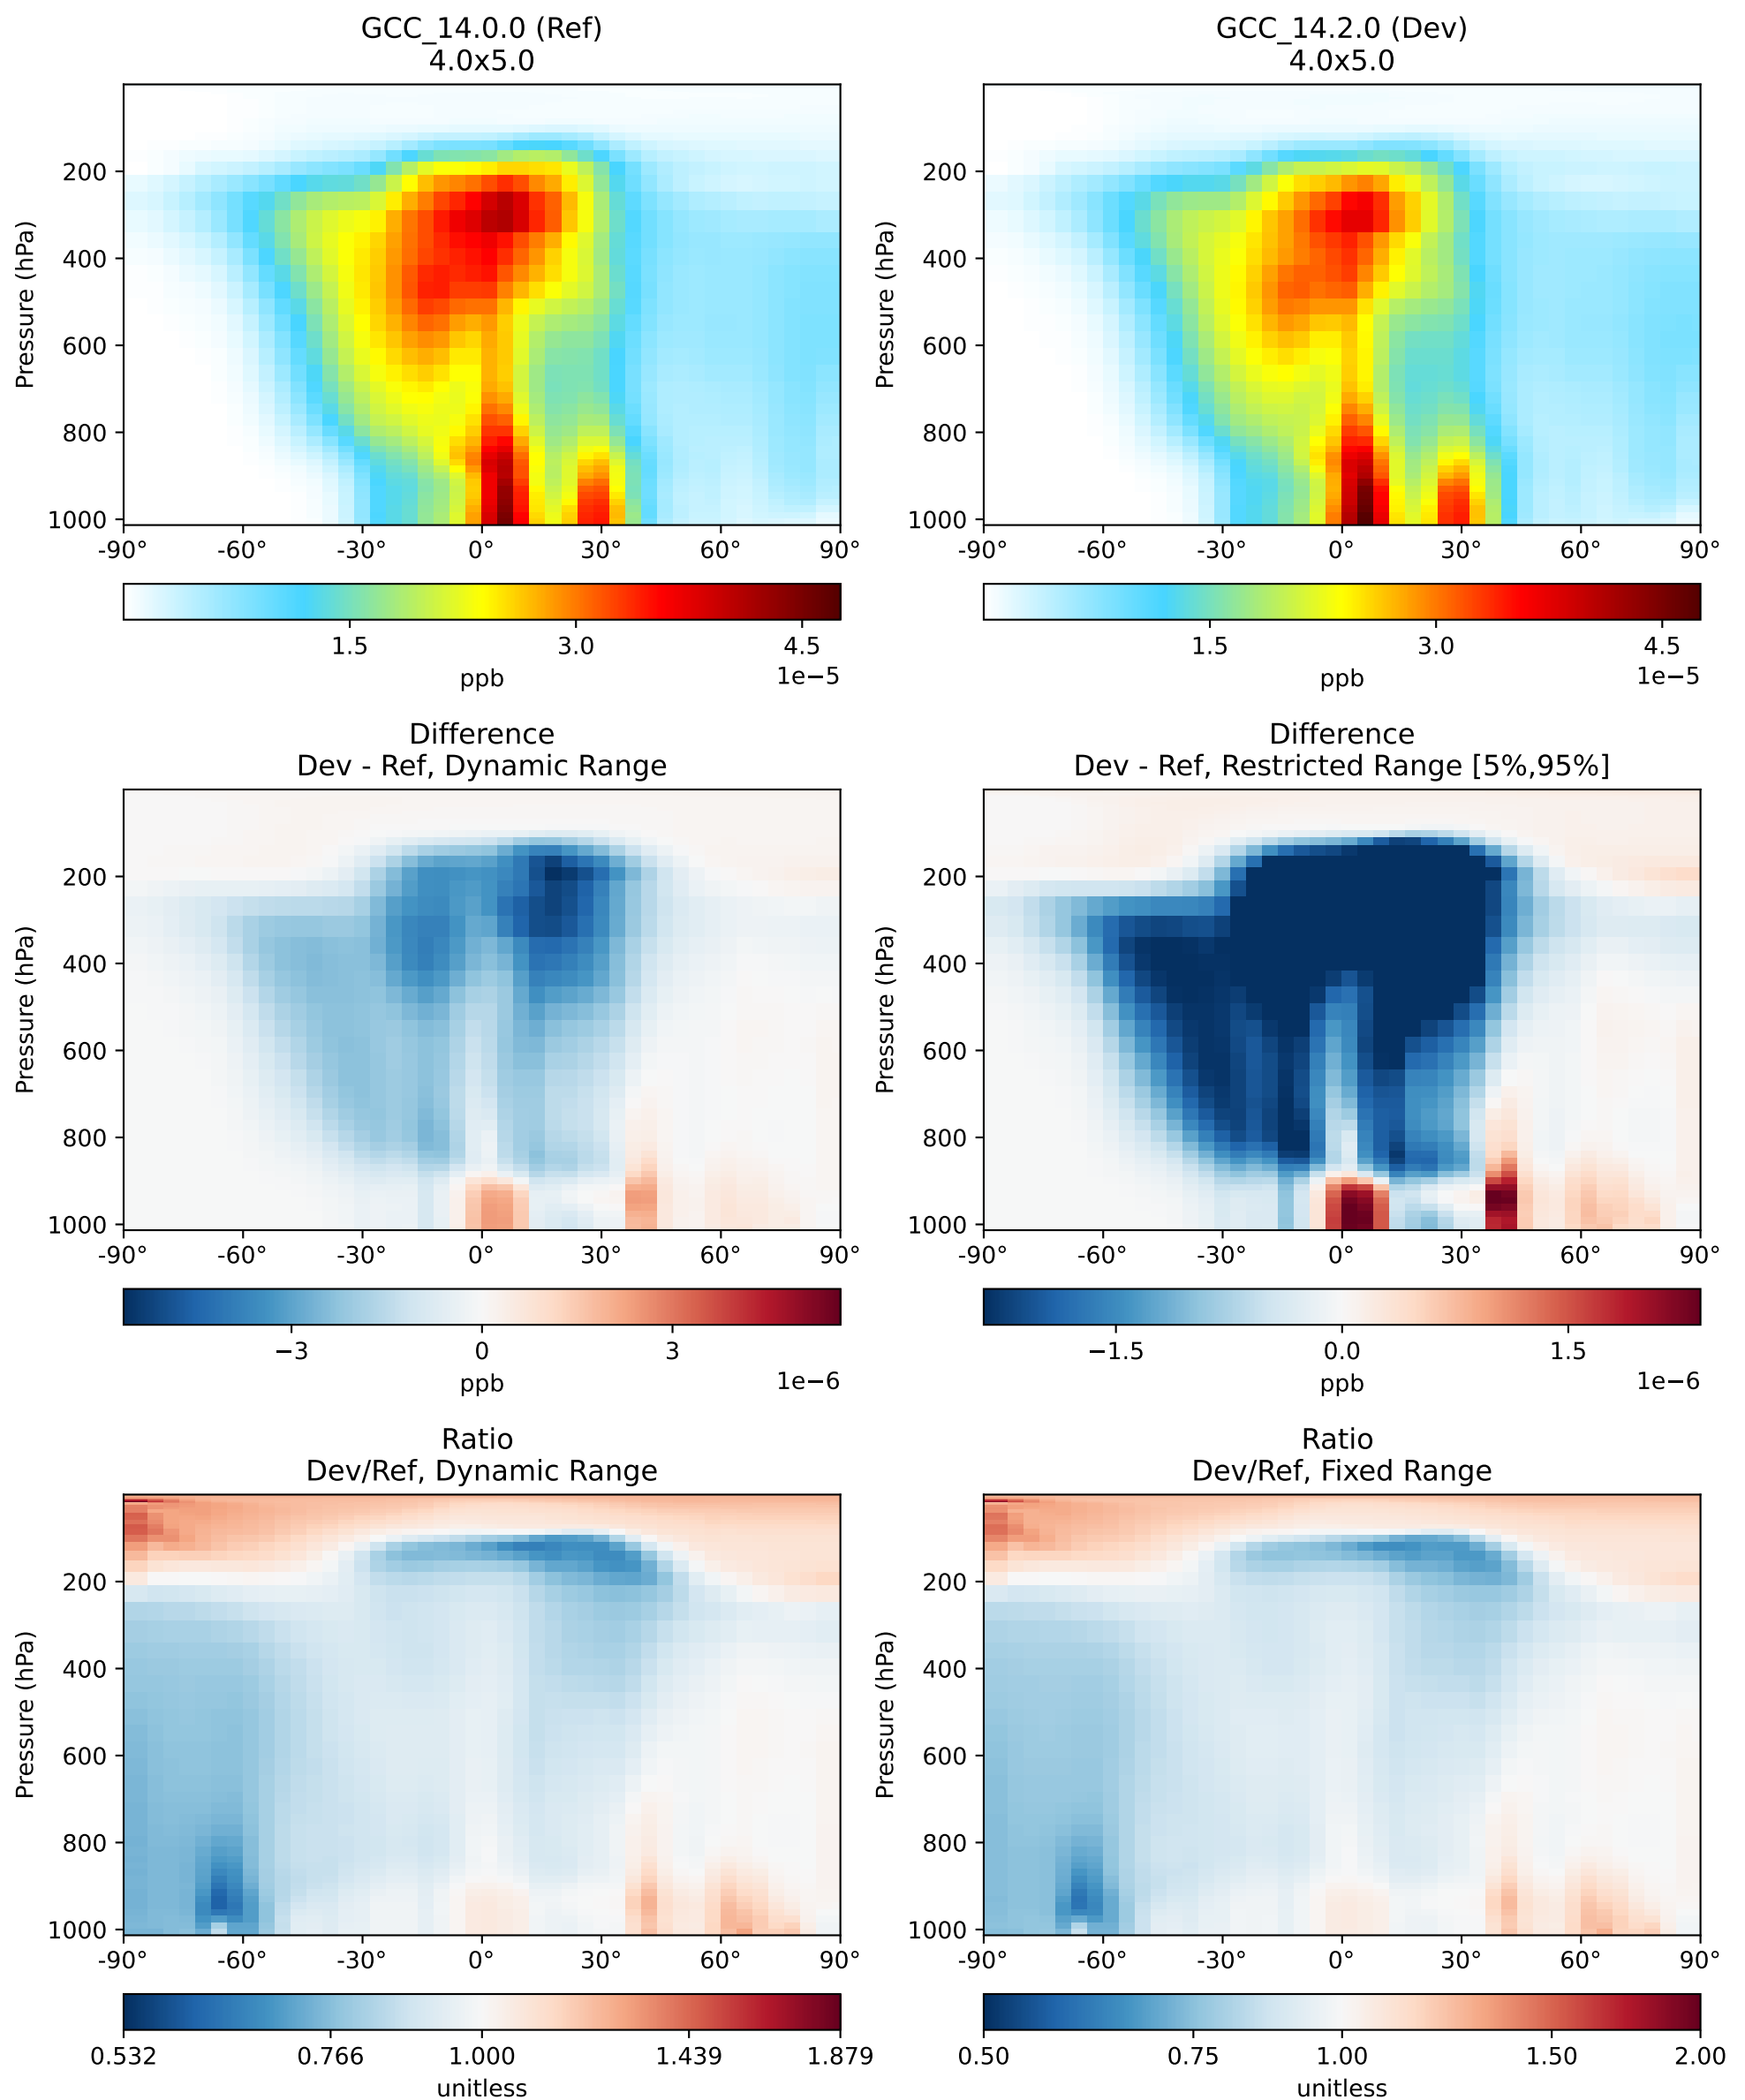 GCC_14.0.0 (Ref)
4.0x5.0
Pressure (hPa)
200
400
600
800
1000
-90° -60° -30° 0° 30° 60° 90°
1.5 3.0 4.5
1e−5
ppb
GCC_14.2.0 (Dev)
4.0x5.0
Pressure (hPa)
200
400
600
800
1000
-90° -60° -30° 0° 30° 60° 90°
1.5 3.0 4.5
1e−5
ppb
Difference
Dev - Ref, Dynamic Range
Pressure (hPa)
200
400
600
800
1000
-90° -60° -30° 0° 30° 60° 90°
−3 0 3
1e−6
ppb
Difference
Dev - Ref, Restricted Range [5%,95%]
Pressure (hPa)
200
400
600
800
1000
-90° -60° -30° 0° 30° 60° 90°
−1.5 0.0 1.5
1e−6
ppb
Ratio
Dev/Ref, Dynamic Range
Pressure (hPa)
200
400
600
800
1000
-90° -60° -30° 0° 30° 60° 90°
0.532 0.766 1.000 1.439 1.879
unitless
Ratio
Dev/Ref, Fixed Range
Pressure (hPa)
200
400
600
800
1000
-90° -60° -30° 0° 30° 60° 90°
0.50 0.75 1.00 1.50 2.00
unitless